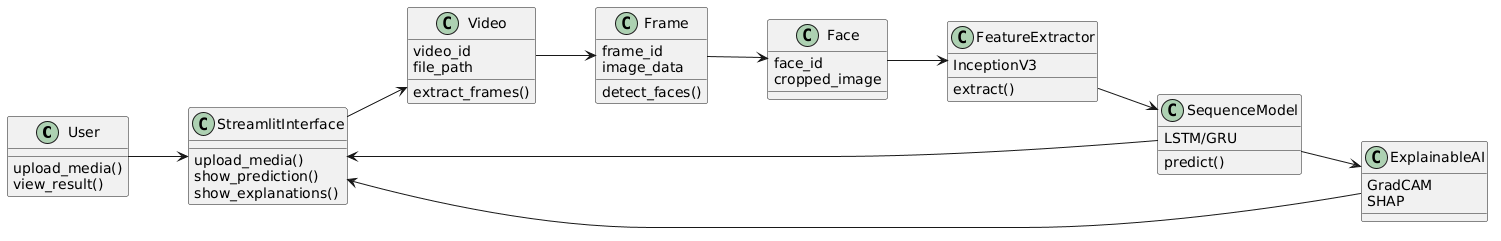 C User
upload_media()
view_result()
C StreamlitInterface
upload_media()
show_prediction()
show_explanations()
C Video
video_id
file_path
extract_frames()
C Frame
frame_id
image_data
detect_faces()
C Face
face_id
cropped_image
C FeatureExtractor
InceptionV3
extract()
C SequenceModel
LSTM/GRU
predict()
C ExplainableAI
GradCAM
SHAP